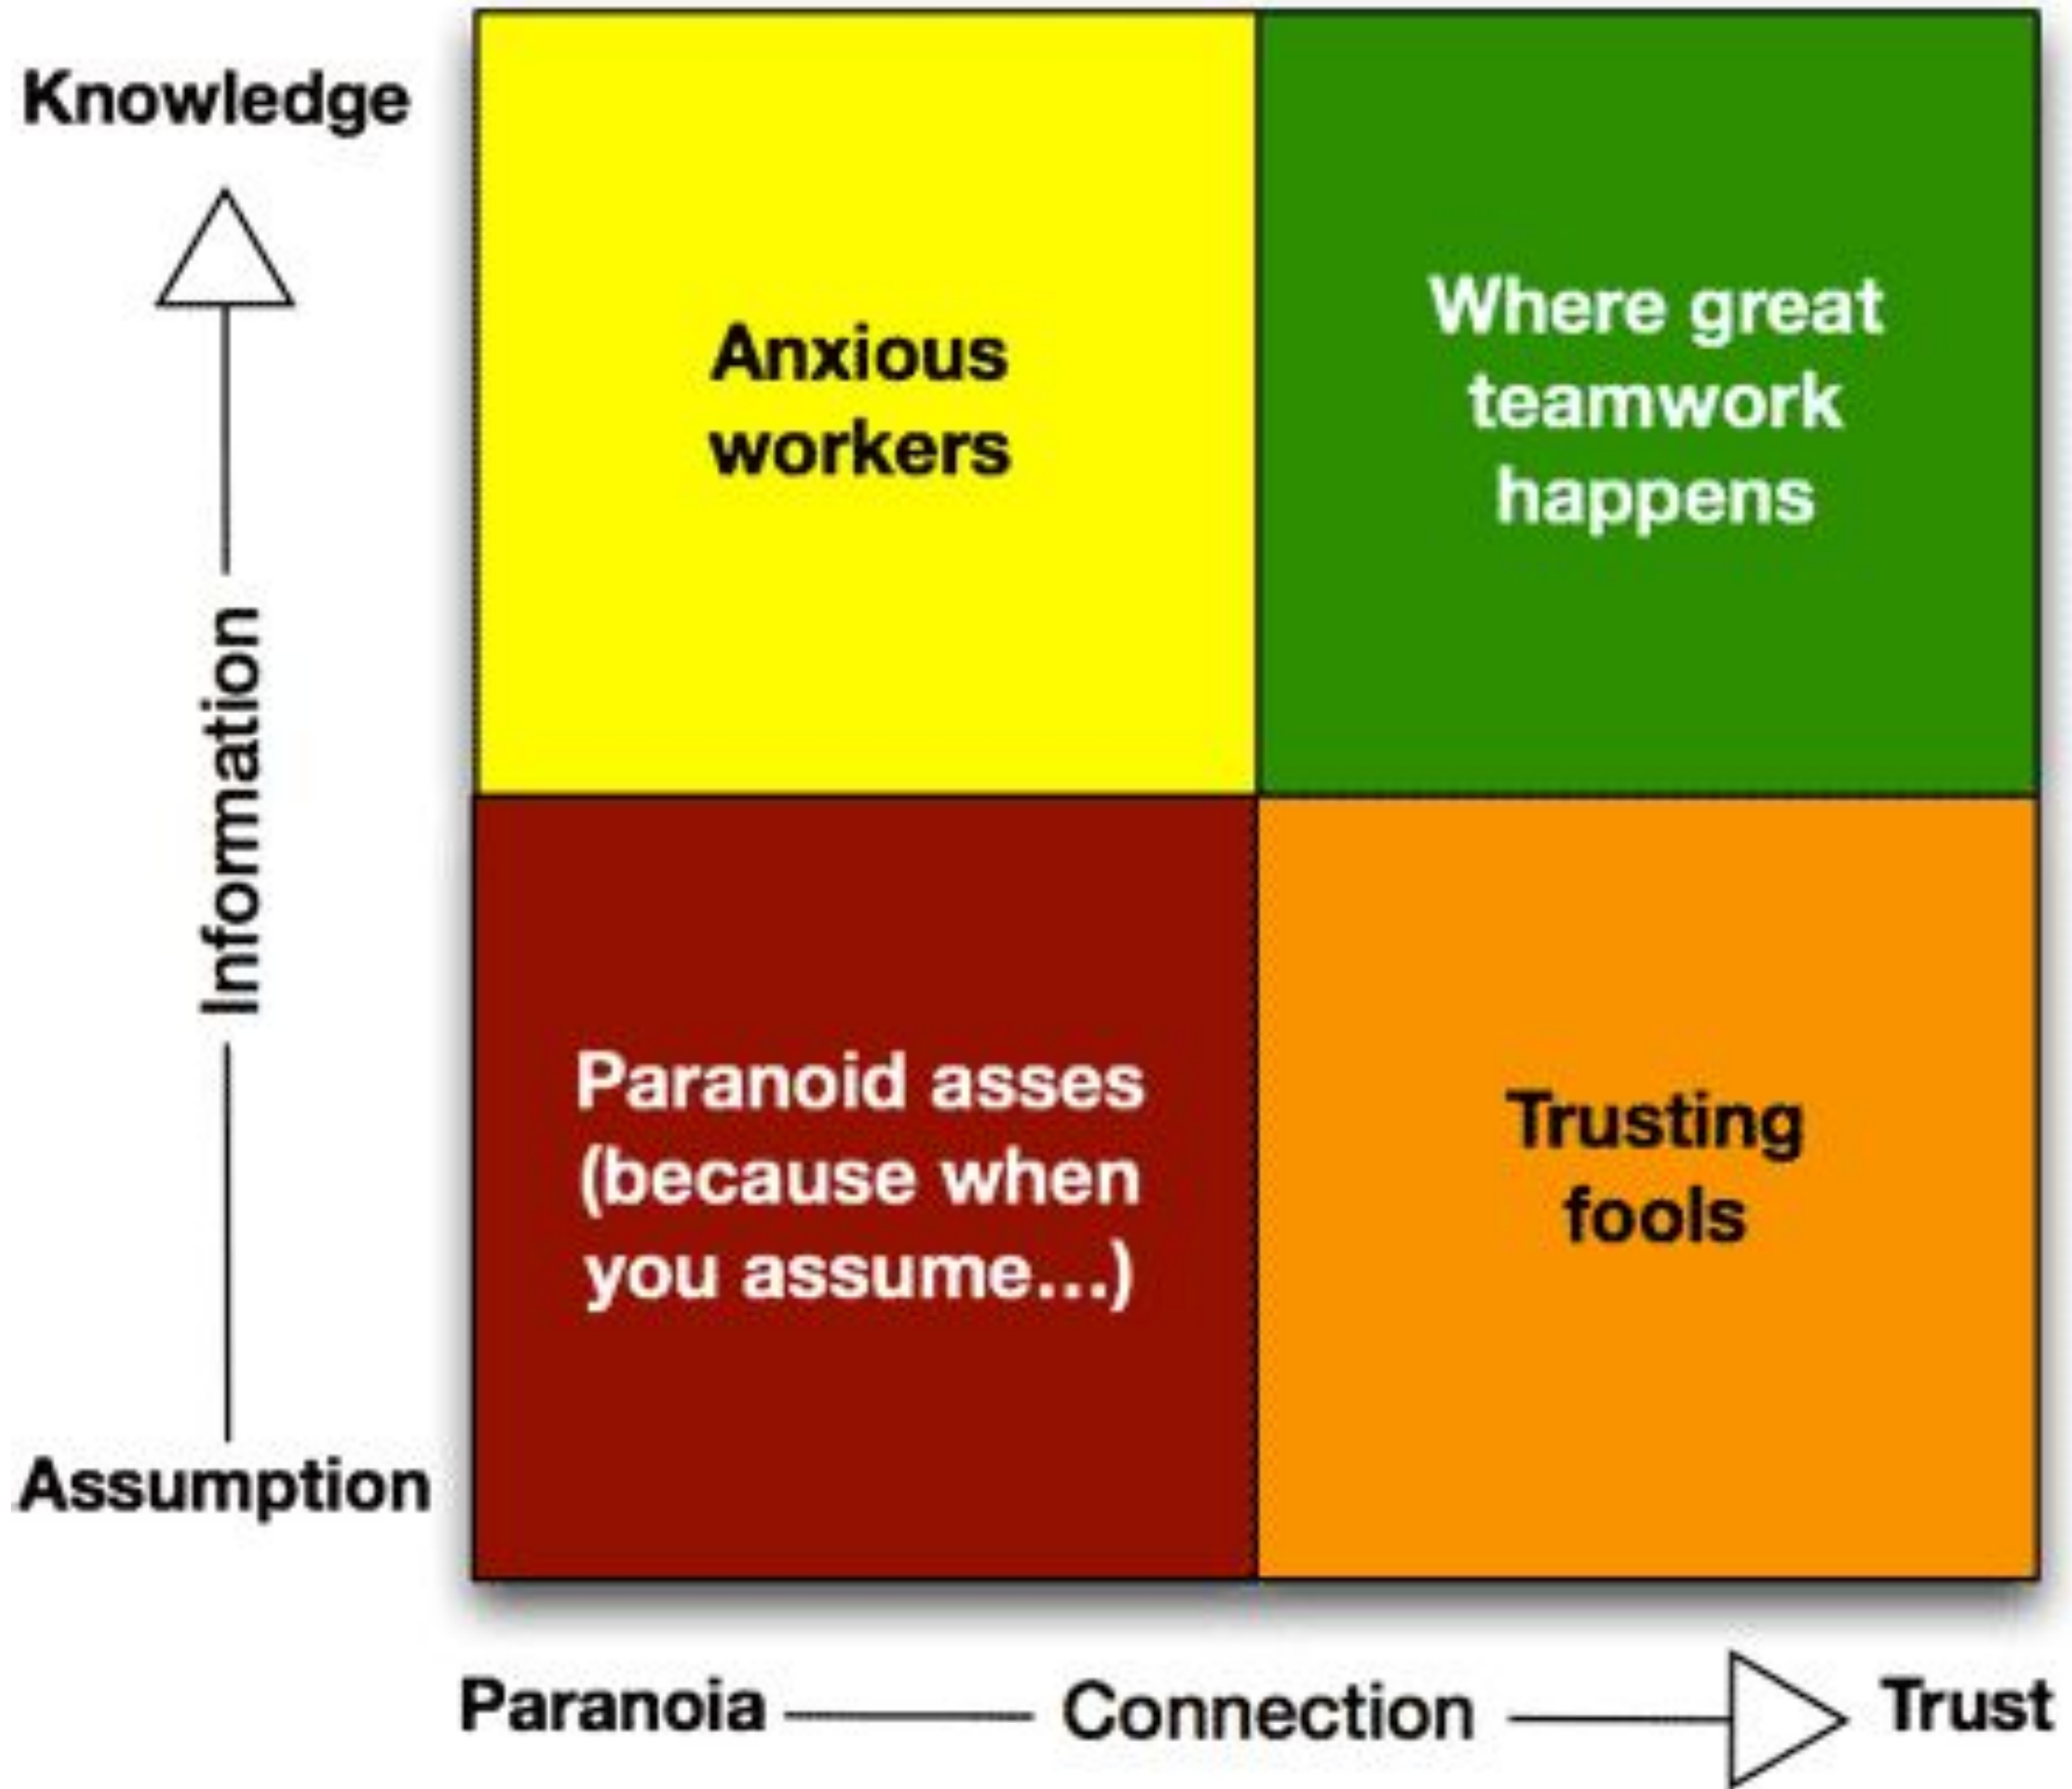 Knowledge
Information
Assumption
Anxious
workers
Where great
teamwork
happens
Paranoid asses
(because when
you assume...)
Trusting
fools
Paranoia
Connection
Trust